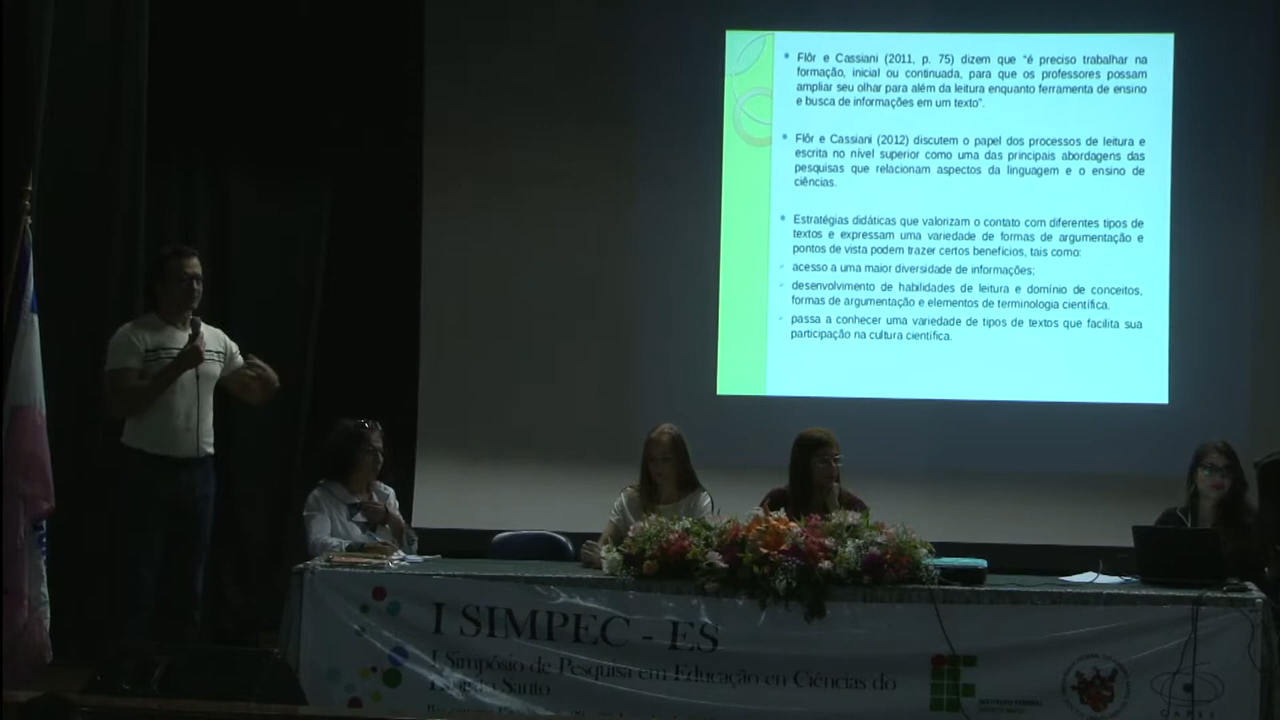 Flôr e Cassiani (2011, p. 75) dizem que "é preciso trabalhar na
formação, inicial ou continuada, para que os professores possam
ampliar seu olhar para além da leitura enquanto ferramenta de ensino
e busca de informações em um texto".
Flôr e Cassiani (2012) discutem o papel dos processos de leitura e
escrita no nível superior como uma das principais abordagens das
pesquisas que relacionam aspectos da linguagem e o ensino de
ciências.
Estratégias didáticas que valorizam o contato com diferentes tipos de
textos e expressam uma variedade de formas de argumentação e
pontos de vista podem trazer certos benefícios, tais como:
acesso a uma maior diversidade de informações;
desenvolvimento de habilidades de leitura e domínio de conceitos,
formas de argumentação e elementos de terminologia científica.
passa a conhecer uma variedade de tipos de textos que facilita sua
participação na cultura científica.
I SIMPEC - ES
I Simpósio de Pesquisa em Educação en Ciências do
Santo
INSTITUTO FEDERAL
CAPES